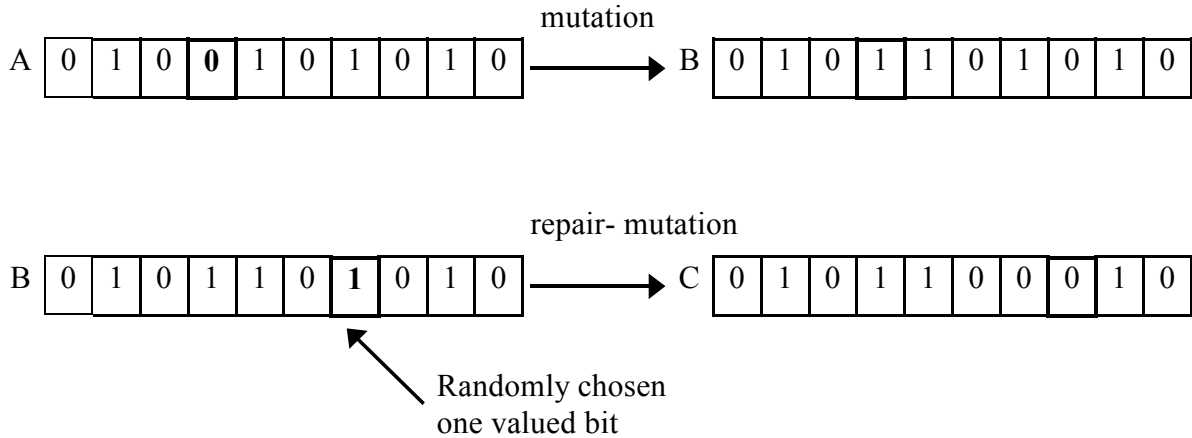 mutation
A 0 1 0 0 1 0 1 0 1 0 B 0 1 0 1 1 0 1 0 1 0
repair- mutation
B 0 1 0 1 1 0 1 0 1 0 C 0 1 0 1 1 0 0 0 1 0
Randomly chosen
one valued bit